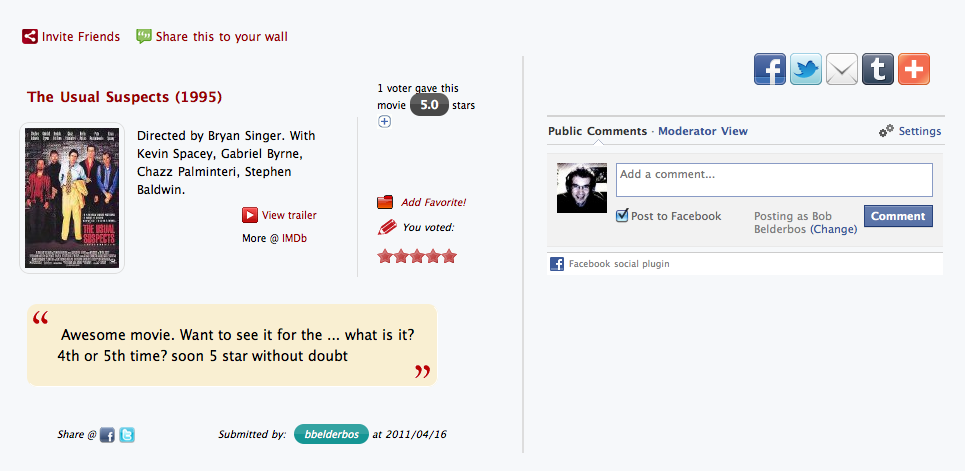 Invite Friends
Share this to your wall
The Usual Suspects (1995)
Directed by Bryan Singer. With
Kevin Spacey, Gabriel Byrne,
Chazz Palminteri, Stephen
Baldwin.
View trailer
More @ IMDb
1 voter gave this
movie 5.0 stars
Add Favorite!
You voted:
THE USUAL
SUSPECTS
“ Awesome movie. Want to see it for the ... what is it?
4th or 5th time? soon 5 star without doubt ”
Share @
Submitted by: bbelderbos at 2011/04/16
Public Comments · Moderator View
Settings
Add a comment...
Post to Facebook
Posting as Bob
Belderbos (Change)
Comment
Facebook social plugin